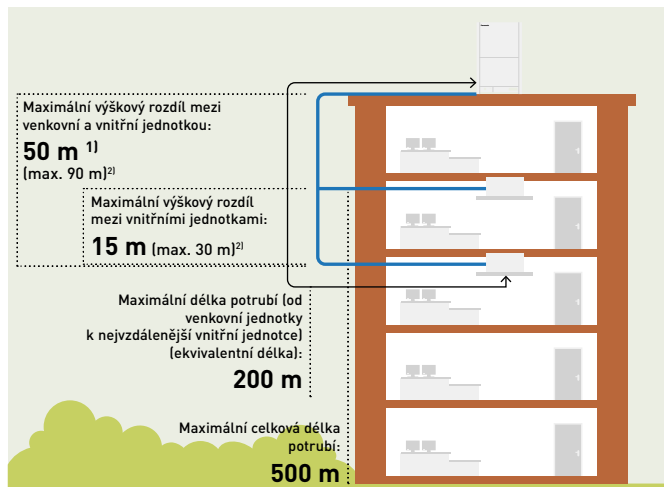 Maximální výškový rozdíl mezi
venkovní a vnitřní jednotkou:
50 m 1)
(max. 90 m)2)
Maximální výškový rozdíl
mezi vnitřními jednotkami:
15 m (max. 30 m)2)
Maximální délka potrubí (od
venkovní jednotky
k nejvzdálenější vnitřní jednotce)
(ekvivalentní délka):
200 m
Maximální celková délka
potrubí:
500 m